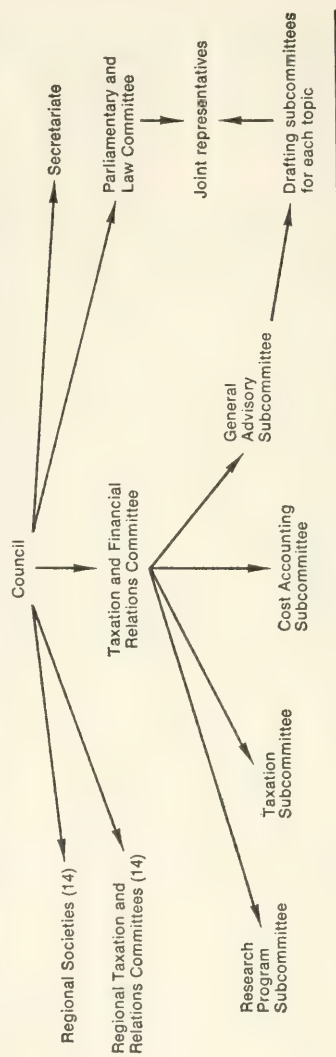 Council
Regional Societies (14)
Regional Taxation and
Relations Committees (14)
Taxation and Financial
Relations Committee
Secretariate
Parliamentary and
Law Committee
Joint representatives
Research
Program
Subcommittee
Taxation
Subcommittee
Cost Accounting
Subcommittee
General
Advisory
Subcommittee
Drafting subcommittees
for each topic